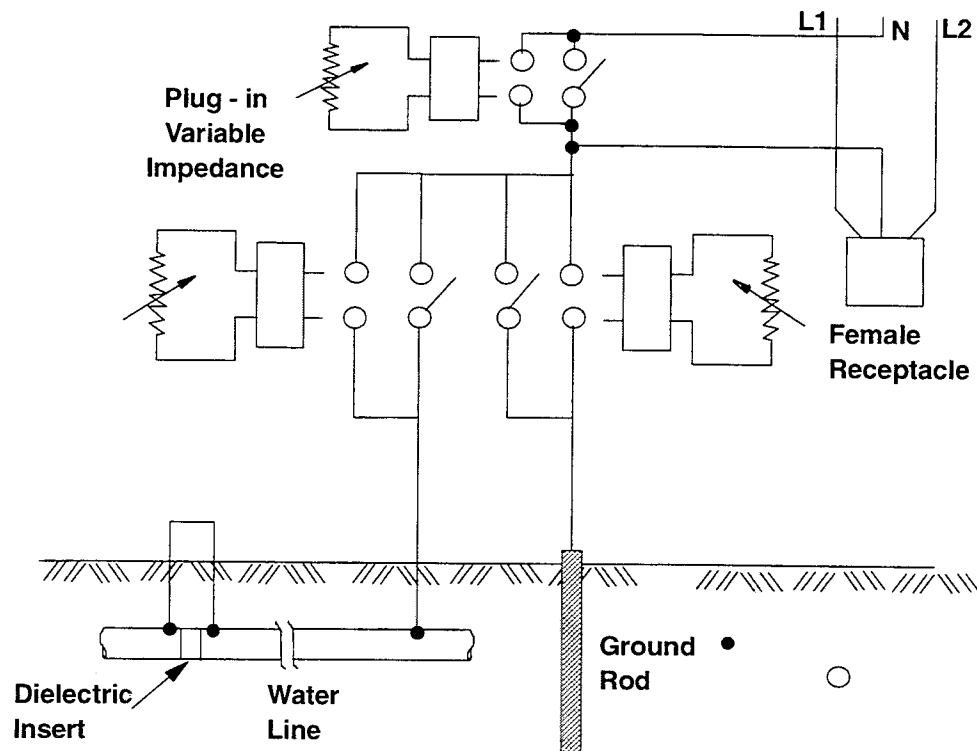 L1
N
L2
Plug - in
Variable
Impedance
Female
Receptacle
Ground
Rod
Dielectric
Insert
Water
Line